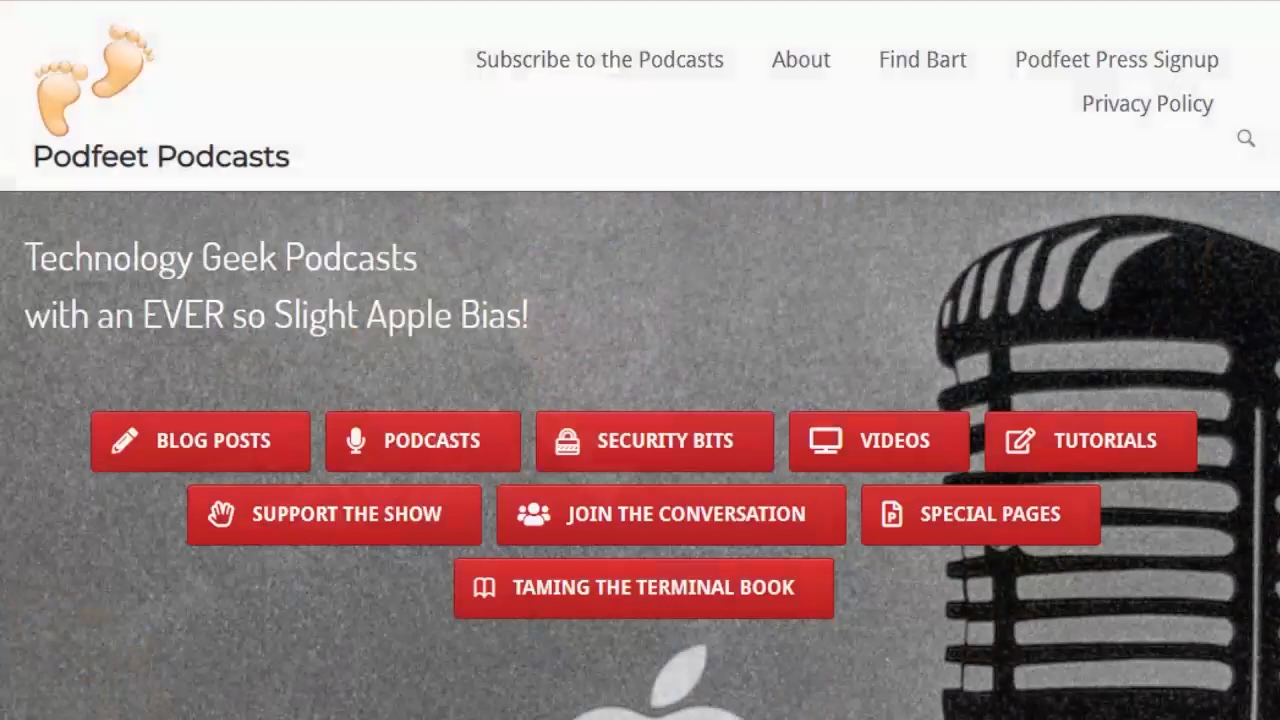 Subscribe to the Podcasts About Find Bart Podfeet Press Signup
Privacy Policy
Podfeet Podcasts
Technology Geek Podcasts
with an EVER so Slight Apple Bias!
BLOG POSTS PODCASTS SECURITY BITS VIDEOS TUTORIALS
SUPPORT THE SHOW JOIN THE CONVERSATION SPECIAL PAGES
TAMING THE TERMINAL BOOK